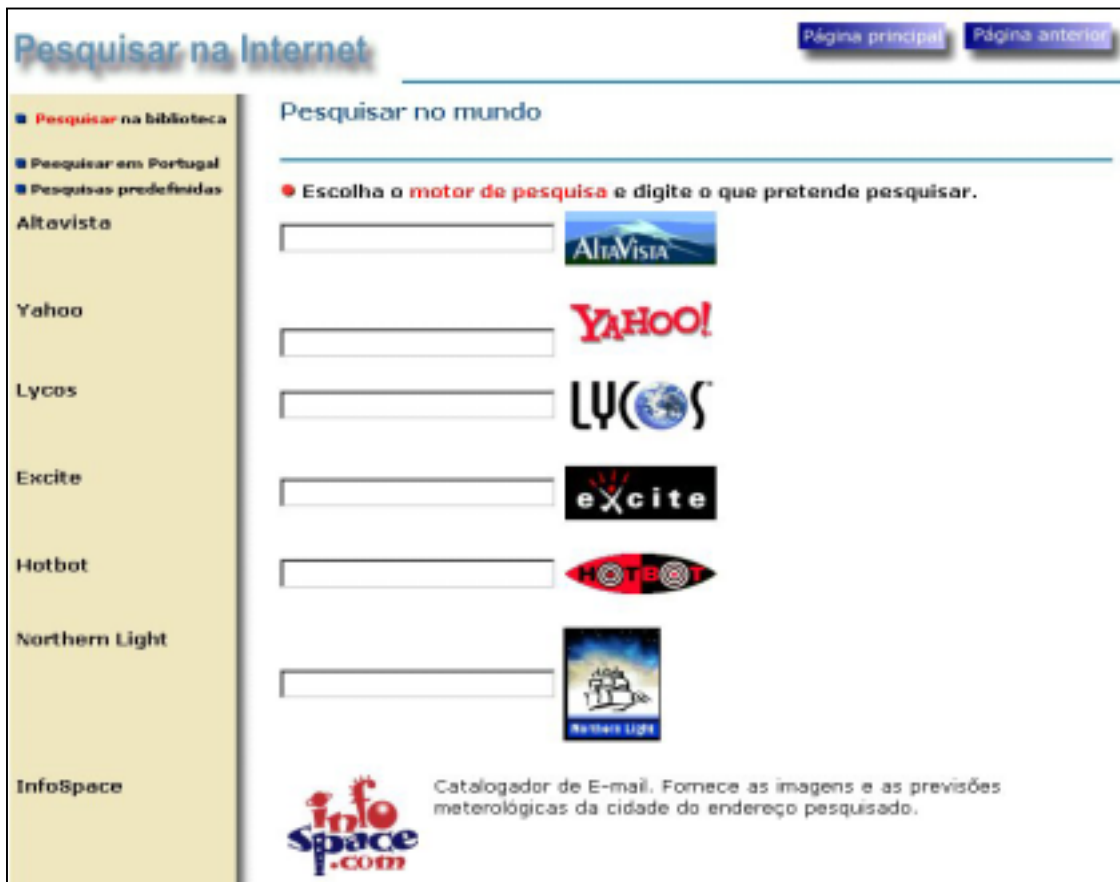 Pesquisar na Internet
Página principal
Página anterior
Pesquisar na biblioteca
Pesquisar em Portugal
Pesquisas predefinidas
Pesquisar no mundo
Escolha o motor de pesquisa e digite o que pretende pesquisar.
Altavista
ALTAVISTA
Yahoo
YAHOO!
Lycos
LYCOS
Excite
excite
Hotbot
HOTBOT
Northern Light
Northern Light
InfoSpace
info
Space
.com
Catalogador de E-mail. Fornece as imagens e as previsões
meterológicas da cidade do endereço pesquisado.